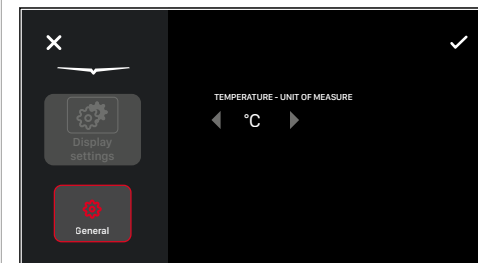 TEMPERATURE - UNIT OF MEASURE
°C
Display
settings
General